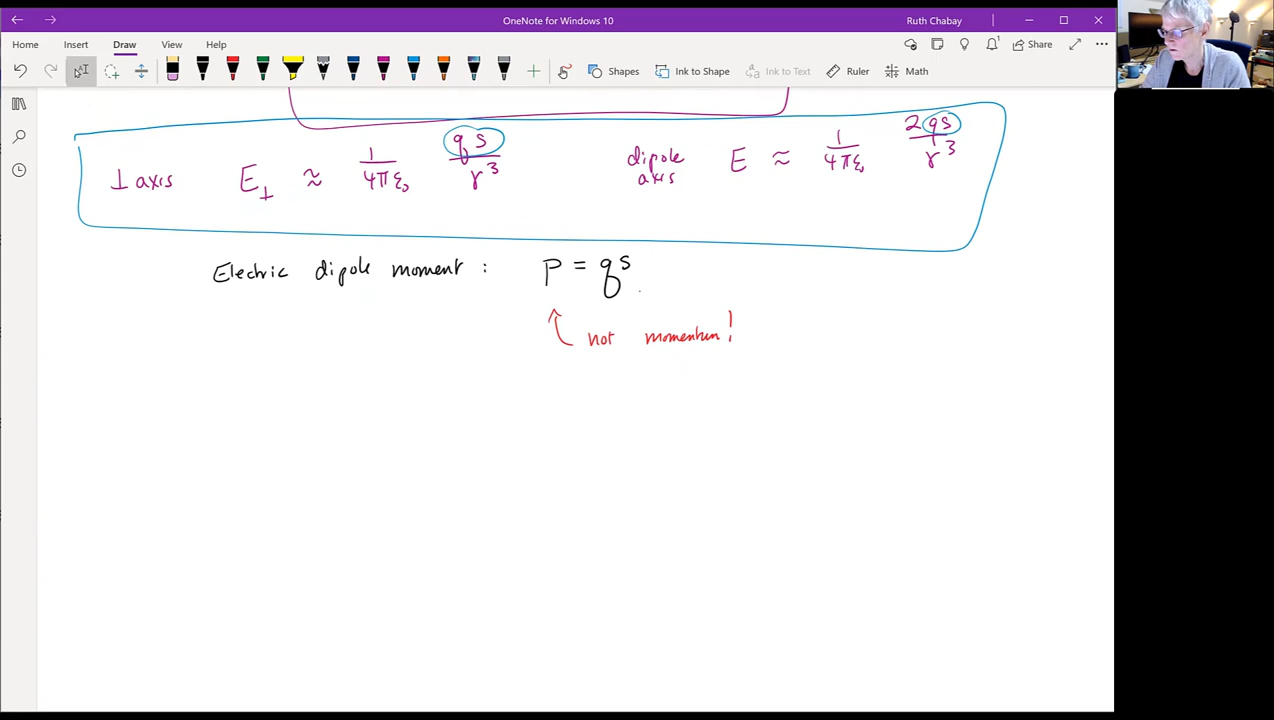 OneNote for Windows 10
Ruth Chabay
Home Insert Draw View Help
Share
Shapes Ink to Shape Ink to Text Ruler Math
⊥ axis E⊥ ≈ 1/4πε₀ qs/r³ dipole axis E ≈ 1/4πε₀ 2qs/r³
Electric dipole moment : p = qs
not momentum!